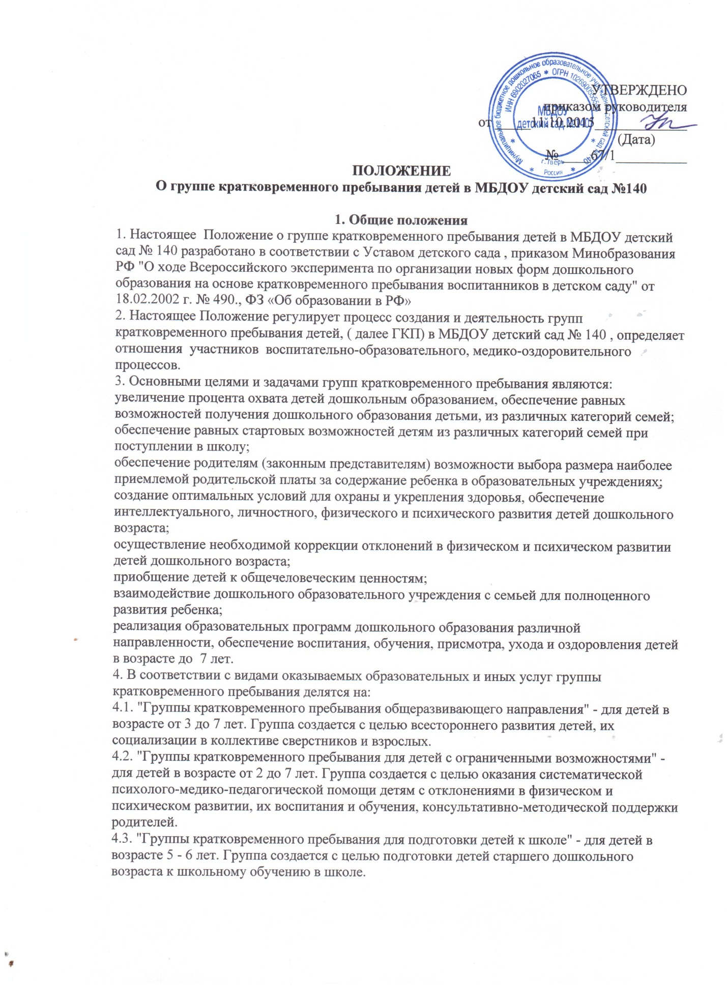 УТВЕРЖДЕНО
приказом руководителя
от _____11.10.2015_____________
(Дата)
№ ____67/1__________
Муниципальное бюджетное дошкольное образовательное учреждение детский сад №140
ИНН 6902027065 * ОГРН
МБДОУ
детский сад №140
г.Тверь
* Россия *
ПОЛОЖЕНИЕ
О группе кратковременного пребывания детей в МБДОУ детский сад №140
1. Общие положения
1. Настоящее  Положение о группе кратковременного пребывания детей в МБДОУ детский
сад № 140 разработано в соответствии с Уставом детского сада , приказом Минобразования
РФ "О ходе Всероссийского эксперимента по организации новых форм дошкольного
образования на основе кратковременного пребывания воспитанников в детском саду" от
18.02.2002 г. № 490., ФЗ «Об образовании в РФ»
2. Настоящее Положение регулирует процесс создания и деятельность групп
кратковременного пребывания детей, ( далее ГКП) в МБДОУ детский сад № 140 , определяет
отношения  участников  воспитательно-образовательного, медико-оздоровительного
процессов.
3. Основными целями и задачами групп кратковременного пребывания являются:
увеличение процента охвата детей дошкольным образованием, обеспечение равных
возможностей получения дошкольного образования детьми, из различных категорий семей;
обеспечение равных стартовых возможностей детям из различных категорий семей при
поступлении в школу;
обеспечение родителям (законным представителям) возможности выбора размера наиболее
приемлемой родительской платы за содержание ребенка в образовательных учреждениях;
создание оптимальных условий для охраны и укрепления здоровья, обеспечение
интеллектуального, личностного, физического и психического развития детей дошкольного
возраста;
осуществление необходимой коррекции отклонений в физическом и психическом развитии
детей дошкольного возраста;
приобщение детей к общечеловеческим ценностям;
взаимодействие дошкольного образовательного учреждения с семьей для полноценного
развития ребенка;
реализация образовательных программ дошкольного образования различной
направленности, обеспечение воспитания, обучения, присмотра, ухода и оздоровления детей
в возрасте до  7 лет.
4. В соответствии с видами оказываемых образовательных и иных услуг группы
кратковременного пребывания делятся на:
4.1. "Группы кратковременного пребывания общеразвивающего направления" - для детей в
возрасте от 3 до 7 лет. Группа создается с целью всестороннего развития детей, их
социализации в коллективе сверстников и взрослых.
4.2. "Группы кратковременного пребывания для детей с ограниченными возможностями" -
для детей в возрасте от 2 до 7 лет. Группа создается с целью оказания систематической
психолого-медико-педагогической помощи детям с отклонениями в физическом и
психическом развитии, их воспитания и обучения, консультативно-методической поддержки
родителей.
4.3. "Группы кратковременного пребывания для подготовки детей к школе" - для детей в
возрасте 5 - 6 лет. Группа создается с целью подготовки детей старшего дошкольного
возраста к школьному обучению в школе.